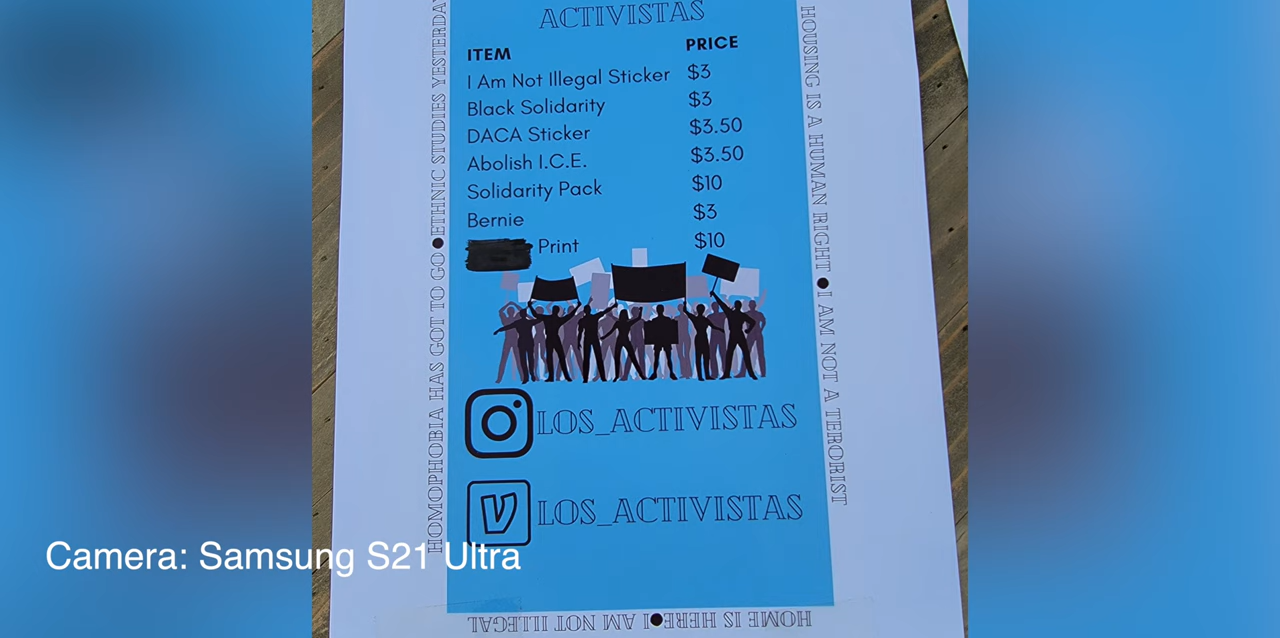 ACTIVISTAS
ITEM PRICE
I Am Not Illegal Sticker $3
Black Solidarity $3
DACA Sticker $3.50
Abolish I.C.E. $3.50
Solidarity Pack $10
Bernie $3
Print $10
LOS_ACTIVISTAS
LOS_ACTIVISTAS
HOMOPHOBIA HAS GOT TO GO ● ETHNIC STUDIES YESTERDAY
HOUSING IS A HUMAN RIGHT ● I AM NOT A TERORIST
HOME IS HERE ● I AM NOT ILLEGAL
Camera: Samsung S21 Ultra